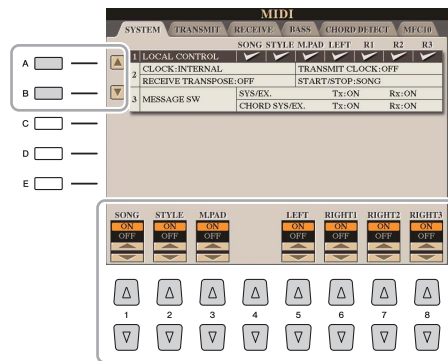 MIDI
SYSTEM TRANSMIT RECEIVE BASS CHORD DETECT MFC10
SONG STYLE M.PAD LEFT R1 R2 R3
1 LOCAL CONTROL
2 CLOCK:INTERNAL TRANSMIT CLOCK:OFF
RECEIVE TRANSPOSE:OFF START/STOP:SONG
3 MESSAGE SW SYS/EX. Tx:ON Rx:ON
CHORD SYS/EX. Tx:ON Rx:ON
A
B
C
D
E
SONG STYLE M.PAD LEFT RIGHT1 RIGHT2 RIGHT3
ON ON ON ON ON ON ON
OFF OFF OFF OFF OFF OFF OFF
1 2 3 4 5 6 7 8